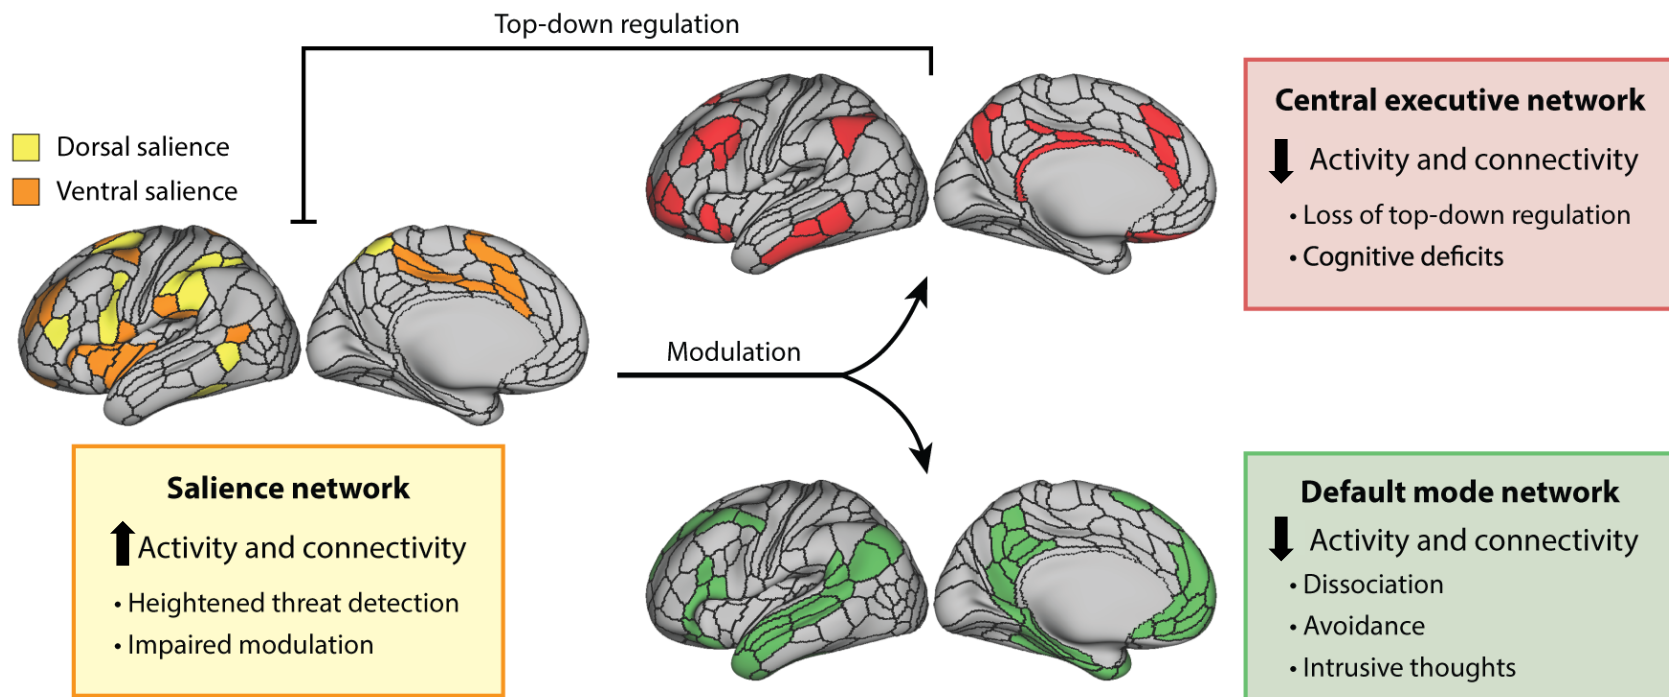 Top-down regulation
Dorsal salience
Ventral salience
Central executive network
Activity and connectivity
• Loss of top-down regulation
• Cognitive deficits
Modulation
Salience network
Activity and connectivity
• Heightened threat detection
• Impaired modulation
Default mode network
Activity and connectivity
• Dissociation
• Avoidance
• Intrusive thoughts